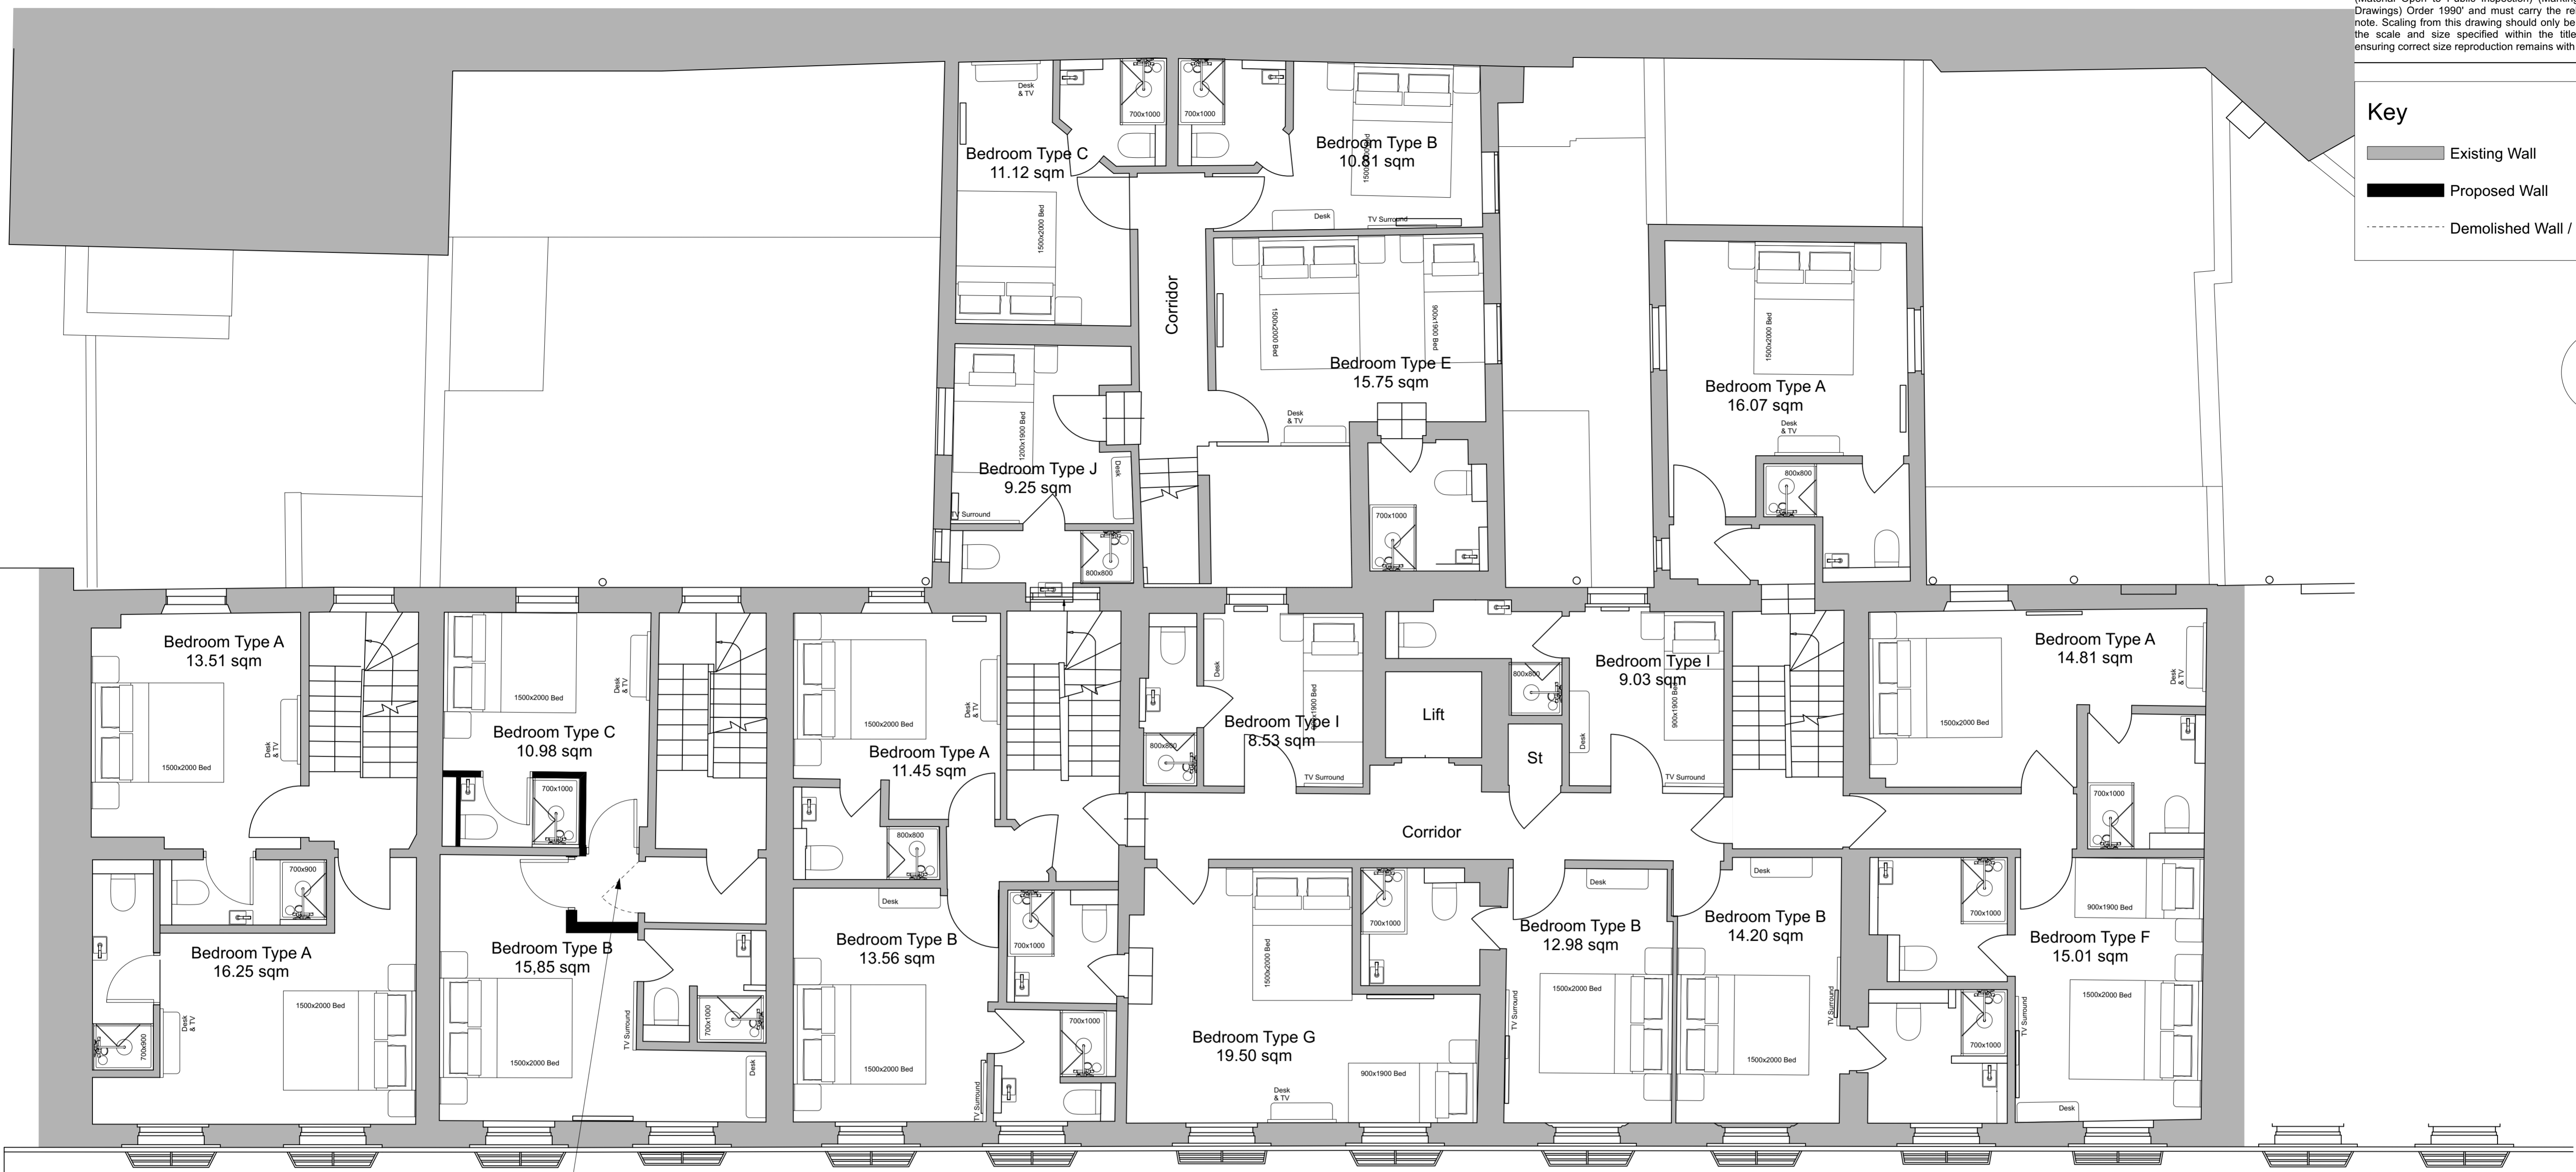 Drawings) Order 1990' and must carry the re
note. Scaling from this drawing should only be
the scale and size specified within the title
ensuring correct size reproduction remains with
Key
Existing Wall
Proposed Wall
Demolished Wall /
Desk
& TV
700x1000
Bedroom Type C
11.12 sqm
1500x2000 Bed
700x1000
Bedroom Type B
10.81 sqm
Desk
TV Surround
Corridor
1500x2000 Bed
900x1900 Bed
Bedroom Type E
15.75 sqm
Desk
& TV
700x1000
1200x1900 Bed
Bedroom Type J
9.25 sqm
Desk
TV Surround
800x800
1500x2000 Bed
Bedroom Type A
16.07 sqm
Desk
& TV
800x800
Bedroom Type A
13.51 sqm
1500x2000 Bed
Desk
& TV
1500x2000 Bed
Desk
& TV
Bedroom Type C
10.98 sqm
700x1000
1500x2000 Bed
Desk
& TV
Bedroom Type A
11.45 sqm
800x800
Desk
Bedroom Type I
8.53 sqm
800x800
TV Surround
Lift
St
800x800
Bedroom Type I
9.03 sqm
900x1900 Bed
Desk
TV Surround
Bedroom Type A
14.81 sqm
1500x2000 Bed
Desk
& TV
700x1000
Corridor
700x900
Bedroom Type A
16.25 sqm
1500x2000 Bed
Desk
& TV
700x900
Bedroom Type B
15,85 sqm
1500x2000 Bed
TV Surround
700x1000
Desk
Desk
Bedroom Type B
13.56 sqm
1500x2000 Bed
TV Surround
700x1000
700x1000
1500x2000 Bed
700x1000
Bedroom Type G
19.50 sqm
Desk
& TV
900x1900 Bed
Desk
Bedroom Type B
12.98 sqm
1500x2000 Bed
TV Surround
Desk
Bedroom Type B
14.20 sqm
1500x2000 Bed
TV Surround
700x1000
700x1000
900x1900 Bed
Bedroom Type F
15.01 sqm
1500x2000 Bed
TV Surround
Desk